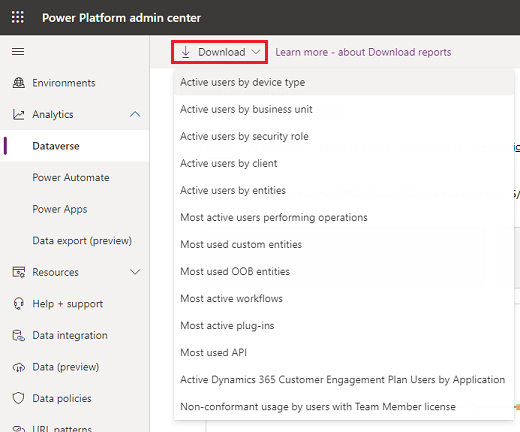 Power Platform admin center
Download
Learn more - about Download reports
Environments
Analytics
Dataverse
Power Automate
Power Apps
Data export (preview)
Resources
Help + support
Data integration
Data (preview)
Data policies
URL patterns
Active users by device type
Active users by business unit
Active users by security role
Active users by client
Active users by entities
Most active users performing operations
Most used custom entities
Most used OOB entities
Most active workflows
Most active plug-ins
Most used API
Active Dynamics 365 Customer Engagement Plan Users by Application
Non-conformant usage by users with Team Member license